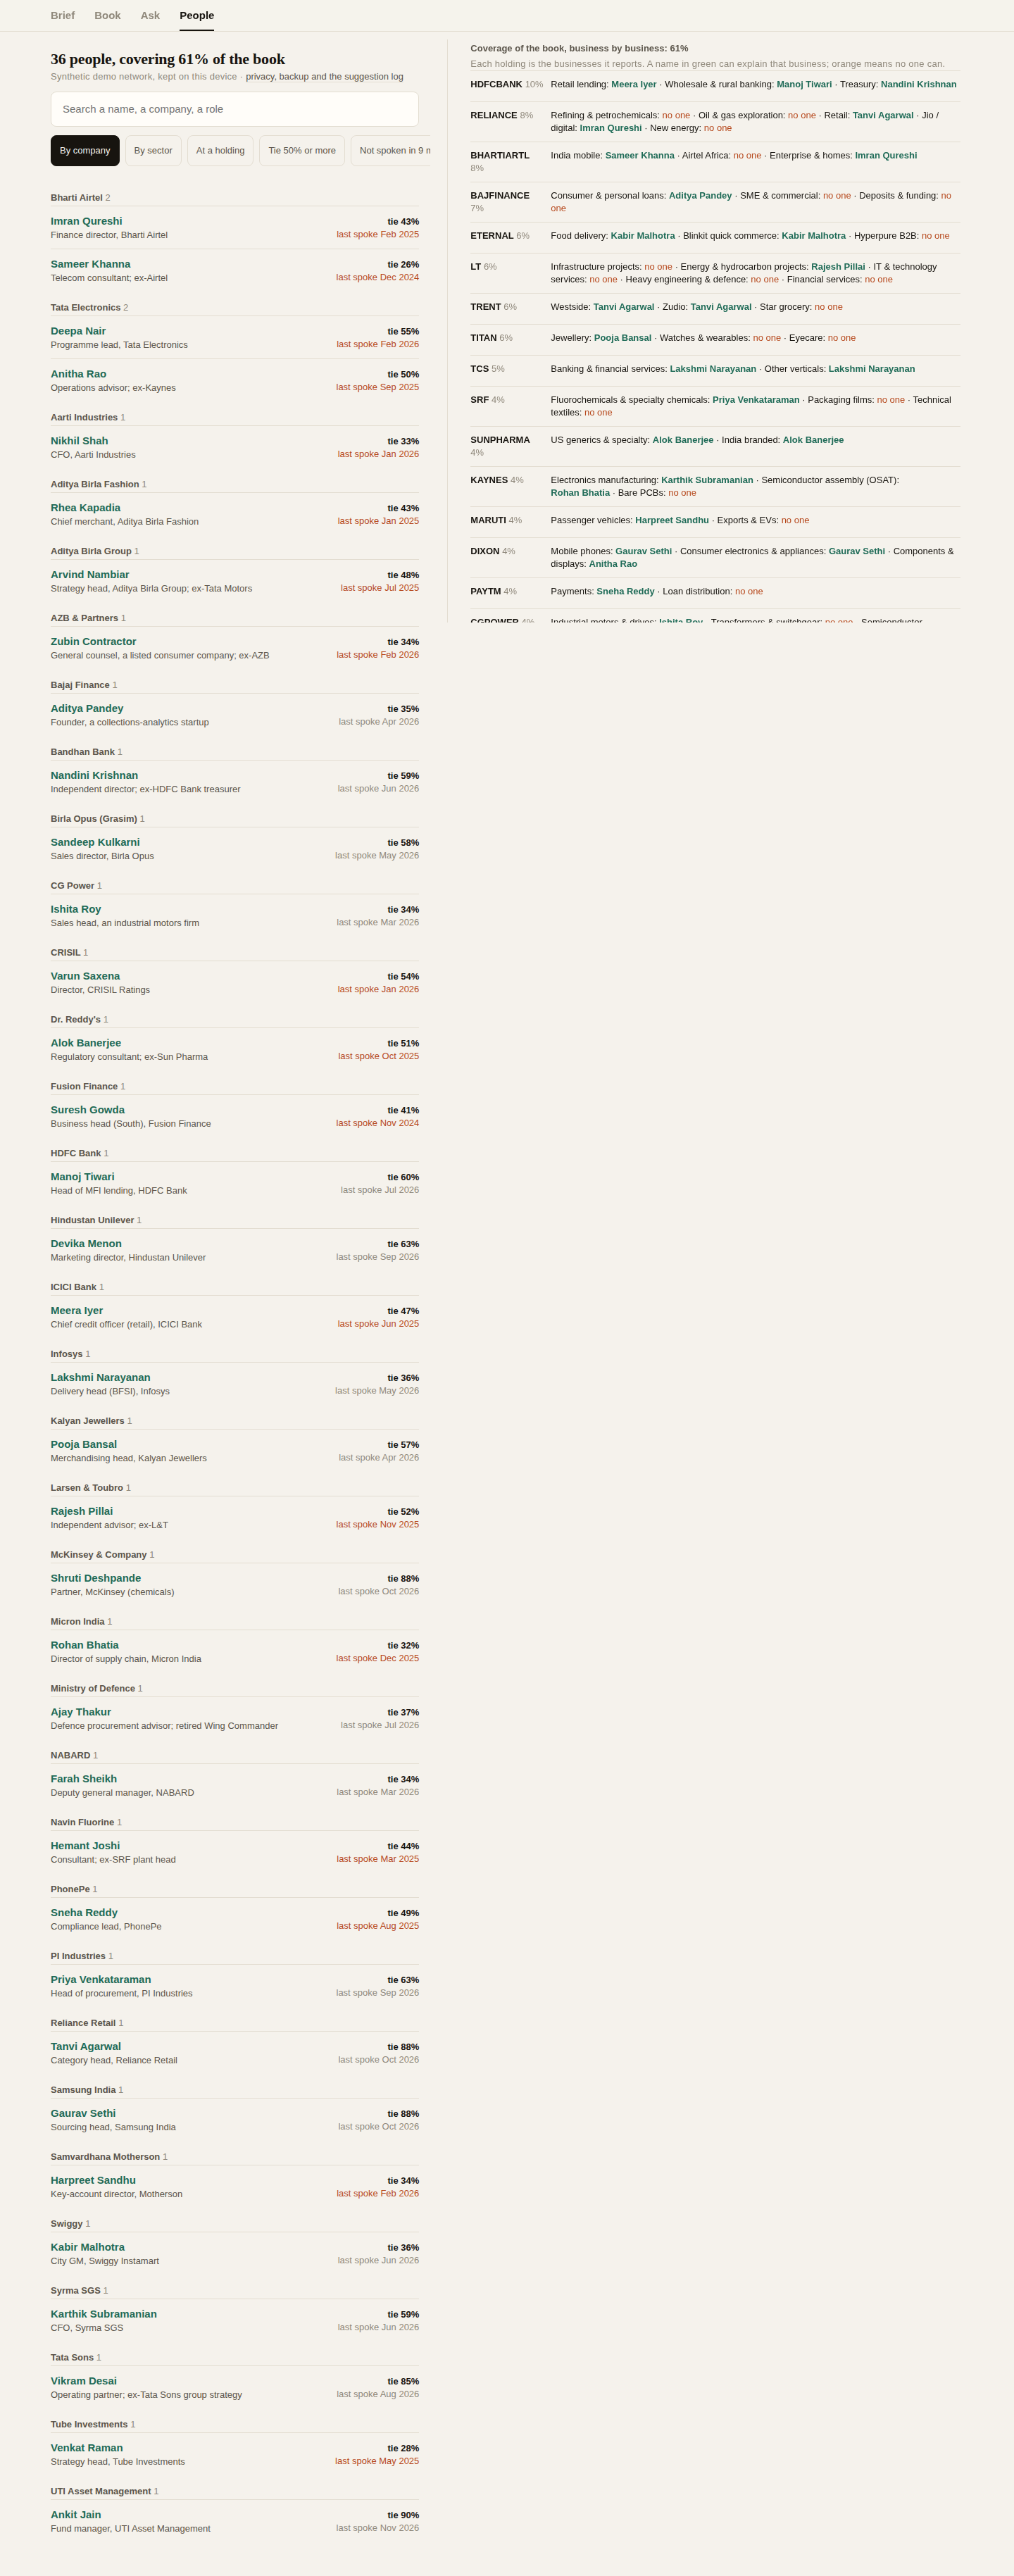 Brief Book Ask People
36 people, covering 61% of the book
Synthetic demo network, kept on this device · privacy, backup and the suggestion log
Search a name, a company, a role
By company By sector At a holding Tie 50% or more Not spoken in 9
Bharti Airtel 2
Imran Qureshi tie 43%
Finance director, Bharti Airtel last spoke Feb 2025
Sameer Khanna tie 26%
Telecom consultant; ex-Airtel last spoke Dec 2024
Tata Electronics 2
Deepa Nair tie 55%
Programme lead, Tata Electronics last spoke Feb 2026
Anitha Rao tie 50%
Operations advisor; ex-Kaynes last spoke Sep 2025
Aarti Industries 1
Nikhil Shah tie 33%
CFO, Aarti Industries last spoke Jan 2026
Aditya Birla Fashion 1
Rhea Kapadia tie 43%
Chief merchant, Aditya Birla Fashion last spoke Jan 2025
Aditya Birla Group 1
Arvind Nambiar tie 48%
Strategy head, Aditya Birla Group; ex-Tata Motors last spoke Jul 2025
AZB & Partners 1
Zubin Contractor tie 34%
General counsel, a listed consumer company; ex-AZB last spoke Feb 2026
Bajaj Finance 1
Aditya Pandey tie 35%
Founder, a collections-analytics startup last spoke Apr 2026
Bandhan Bank 1
Nandini Krishnan tie 59%
Independent director; ex-HDFC Bank treasurer last spoke Jun 2026
Birla Opus (Grasim) 1
Sandeep Kulkarni tie 58%
Sales director, Birla Opus last spoke May 2026
CG Power 1
Ishita Roy tie 34%
Sales head, an industrial motors firm last spoke Mar 2026
CRISIL 1
Varun Saxena tie 54%
Director, CRISIL Ratings last spoke Jan 2026
Dr. Reddy's 1
Alok Banerjee tie 51%
Regulatory consultant; ex-Sun Pharma last spoke Oct 2025
Fusion Finance 1
Suresh Gowda tie 41%
Business head (South), Fusion Finance last spoke Nov 2024
HDFC Bank 1
Manoj Tiwari tie 60%
Head of MFI lending, HDFC Bank last spoke Jul 2026
Hindustan Unilever 1
Devika Menon tie 63%
Marketing director, Hindustan Unilever last spoke Sep 2026
ICICI Bank 1
Meera Iyer tie 47%
Chief credit officer (retail), ICICI Bank last spoke Jun 2025
Infosys 1
Lakshmi Narayanan tie 36%
Delivery head (BFSI), Infosys last spoke May 2026
Kalyan Jewellers 1
Pooja Bansal tie 57%
Merchandising head, Kalyan Jewellers last spoke Apr 2026
Larsen & Toubro 1
Rajesh Pillai tie 52%
Independent advisor; ex-L&T last spoke Nov 2025
McKinsey & Company 1
Shruti Deshpande tie 88%
Partner, McKinsey (chemicals) last spoke Oct 2026
Micron India 1
Rohan Bhatia tie 32%
Director of supply chain, Micron India last spoke Dec 2025
Ministry of Defence 1
Ajay Thakur tie 37%
Defence procurement advisor; retired Wing Commander last spoke Jul 2026
NABARD 1
Farah Sheikh tie 34%
Deputy general manager, NABARD last spoke Mar 2026
Navin Fluorine 1
Hemant Joshi tie 44%
Consultant; ex-SRF plant head last spoke Mar 2025
PhonePe 1
Sneha Reddy tie 49%
Compliance lead, PhonePe last spoke Aug 2025
PI Industries 1
Priya Venkataraman tie 63%
Head of procurement, PI Industries last spoke Sep 2026
Reliance Retail 1
Tanvi Agarwal tie 88%
Category head, Reliance Retail last spoke Oct 2026
Samsung India 1
Gaurav Sethi tie 88%
Sourcing head, Samsung India last spoke Oct 2026
Samvardhana Motherson 1
Harpreet Sandhu tie 34%
Key-account director, Motherson last spoke Feb 2026
Swiggy 1
Kabir Malhotra tie 36%
City GM, Swiggy Instamart last spoke Jun 2026
Syrma SGS 1
Karthik Subramanian tie 59%
CFO, Syrma SGS last spoke Jun 2026
Tata Sons 1
Vikram Desai tie 85%
Operating partner; ex-Tata Sons group strategy last spoke Aug 2026
Tube Investments 1
Venkat Raman tie 28%
Strategy head, Tube Investments last spoke May 2025
UTI Asset Management 1
Ankit Jain tie 90%
Fund manager, UTI Asset Management last spoke Nov 2026
Coverage of the book, business by business: 61%
Each holding is the businesses it reports. A name in green can explain that business; orange means no one can.
HDFCBANK 10% Retail lending: Meera Iyer · Wholesale & rural banking: Manoj Tiwari · Treasury: Nandini Krishnan
RELIANCE 8% Refining & petrochemicals: no one · Oil & gas exploration: no one · Retail: Tanvi Agarwal · Jio /
digital: Imran Qureshi · New energy: no one
BHARTIARTL India mobile: Sameer Khanna · Airtel Africa: no one · Enterprise & homes: Imran Qureshi
8%
BAJFINANCE Consumer & personal loans: Aditya Pandey · SME & commercial: no one · Deposits & funding: no
7% one
ETERNAL 6% Food delivery: Kabir Malhotra · Blinkit quick commerce: Kabir Malhotra · Hyperpure B2B: no one
LT 6% Infrastructure projects: no one · Energy & hydrocarbon projects: Rajesh Pillai · IT & technology
services: no one · Heavy engineering & defence: no one · Financial services: no one
TRENT 6% Westside: Tanvi Agarwal · Zudio: Tanvi Agarwal · Star grocery: no one
TITAN 6% Jewellery: Pooja Bansal · Watches & wearables: no one · Eyecare: no one
TCS 5% Banking & financial services: Lakshmi Narayanan · Other verticals: Lakshmi Narayanan
SRF 4% Fluorochemicals & specialty chemicals: Priya Venkataraman · Packaging films: no one · Technical
textiles: no one
SUNPHARMA US generics & specialty: Alok Banerjee · India branded: Alok Banerjee
4%
KAYNES 4% Electronics manufacturing: Karthik Subramanian · Semiconductor assembly (OSAT):
Rohan Bhatia · Bare PCBs: no one
MARUTI 4% Passenger vehicles: Harpreet Sandhu · Exports & EVs: no one
DIXON 4% Mobile phones: Gaurav Sethi · Consumer electronics & appliances: Gaurav Sethi · Components &
displays: Anitha Rao
PAYTM 4% Payments: Sneha Reddy · Loan distribution: no one
CGPOWER 4% Industrial motors & drives: Ishita Roy · Transformers & switchgear: no one · Semiconductor